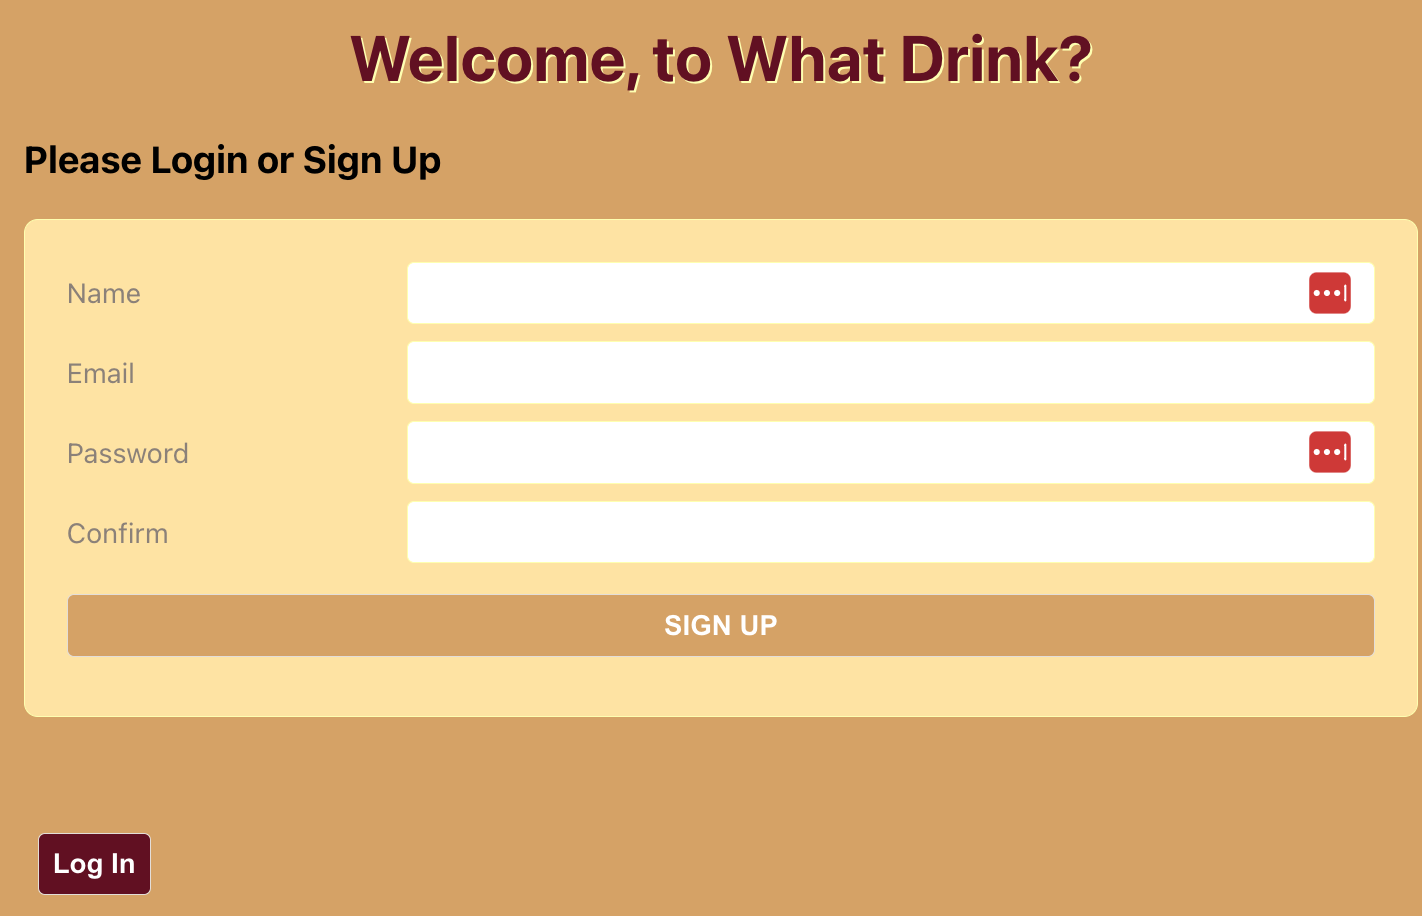 Welcome, to What Drink?
Please Login or Sign Up
Name
Email
Password
Confirm
SIGN UP
Log In